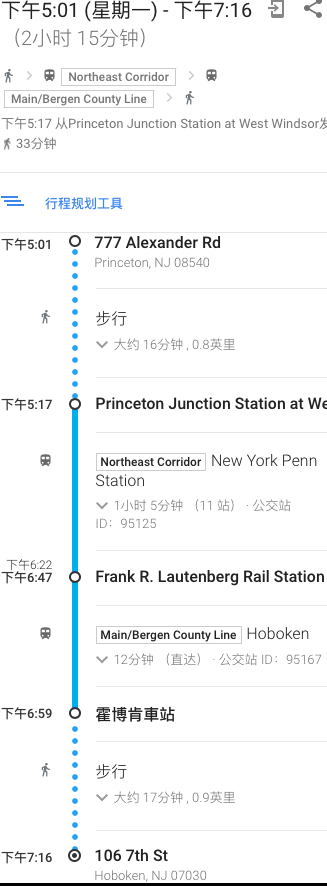 下午5:01 (星期一) - 下午7:16
（2小时 15分钟）
Northeast Corridor
Main/Bergen County Line
下午5:17 从Princeton Junction Station at West Windsor发
33分钟
行程规划工具
下午5:01 777 Alexander Rd
Princeton, NJ 08540
步行
大约 16分钟 , 0.8英里
下午5:17 Princeton Junction Station at We
Northeast Corridor New York Penn
Station
1小时 5分钟 （11 站） · 公交站
ID：95125
下午6:22
下午6:47 Frank R. Lautenberg Rail Station
Main/Bergen County Line Hoboken
12分钟 （直达） · 公交站 ID：95167
下午6:59 霍博肯車站
步行
大约 17分钟 , 0.9英里
下午7:16 106 7th St
Hoboken, NJ 07030